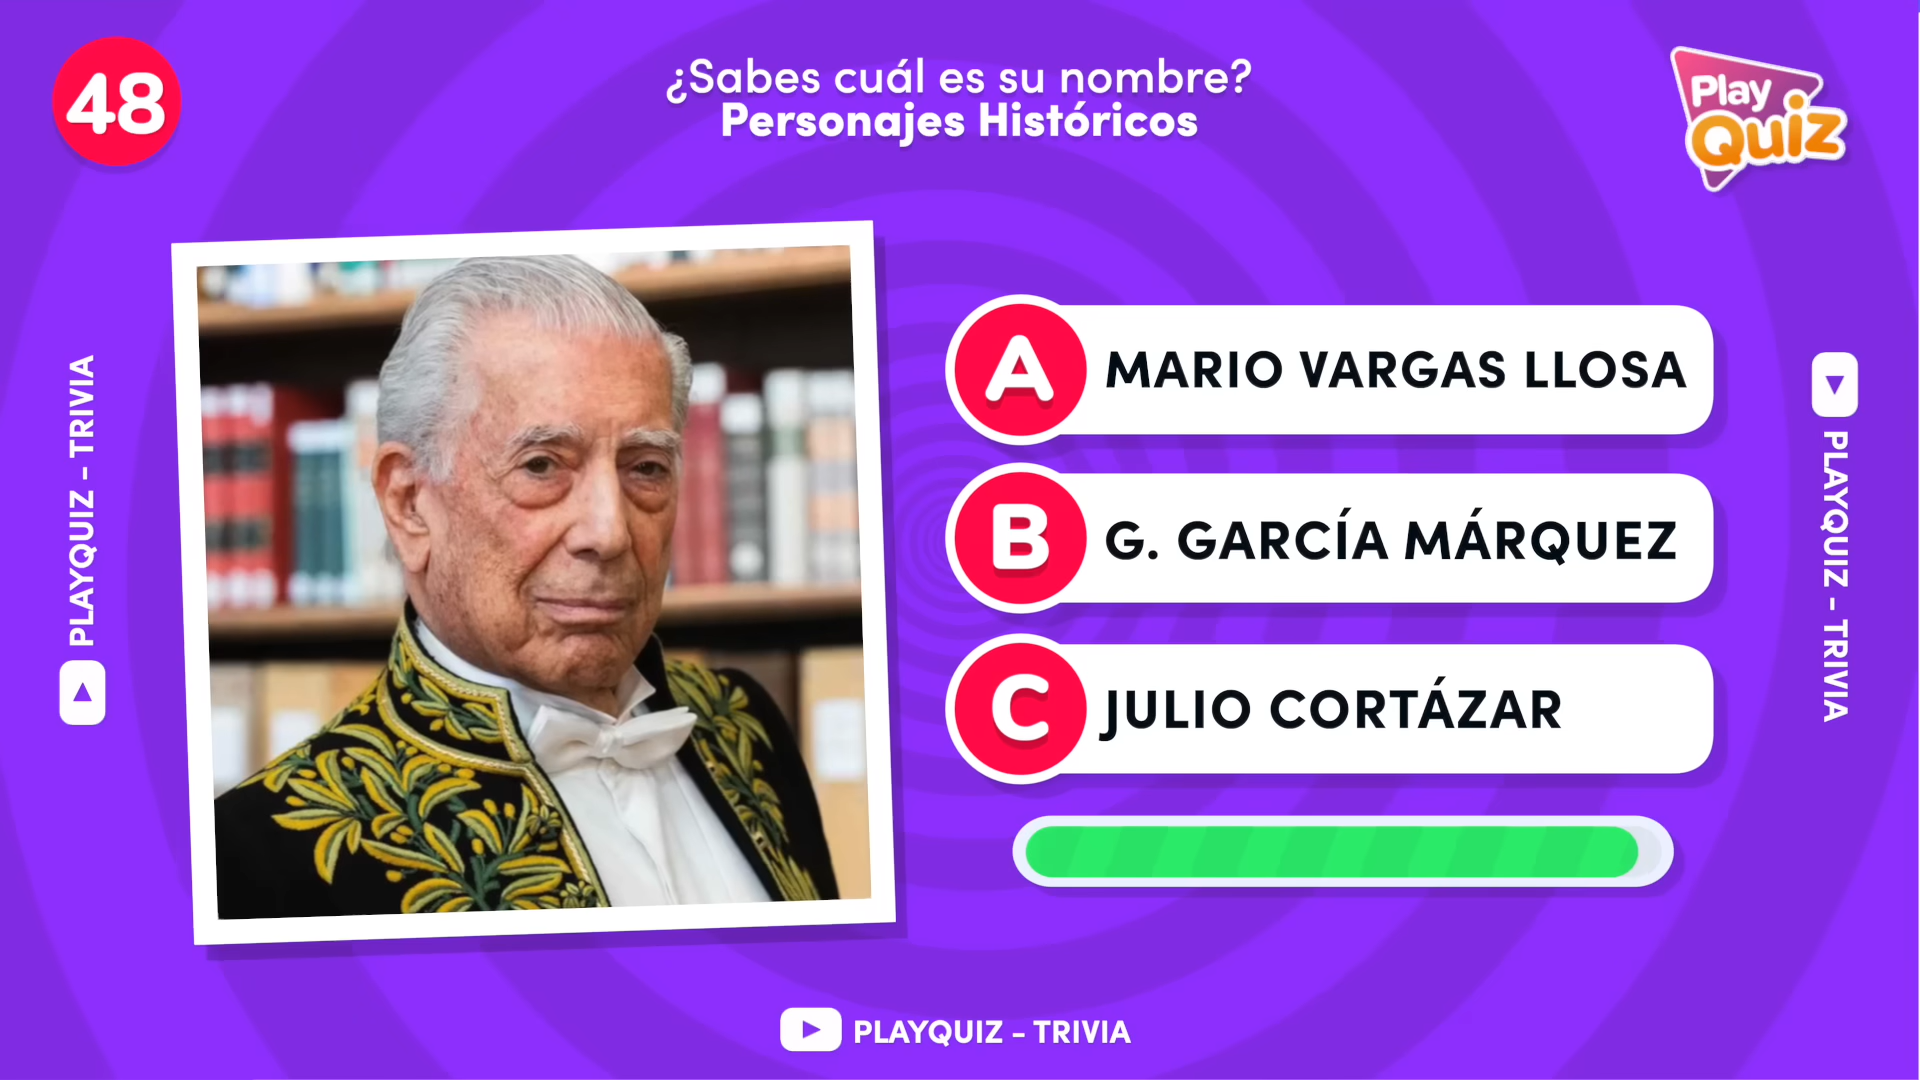 48
¿Sabes cuál es su nombre?
Personajes Históricos
Play
Quiz
PLAYQUIZ - TRIVIA
A MARIO VARGAS LLOSA
B G. GARCÍA MÁRQUEZ
C JULIO CORTÁZAR
PLAYQUIZ - TRIVIA
PLAYQUIZ - TRIVIA